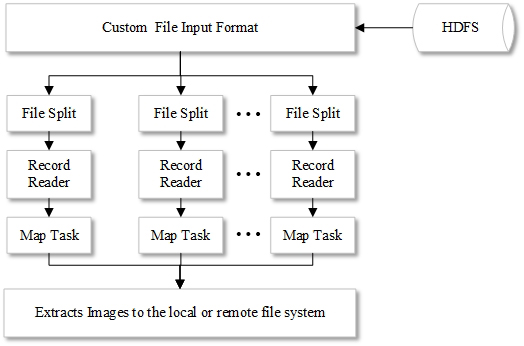 Custom File Input Format
HDFS
File Split
File Split
File Split
Record
Reader
Record
Reader
Record
Reader
Map Task
Map Task
Map Task
Extracts Images to the local or remote file system